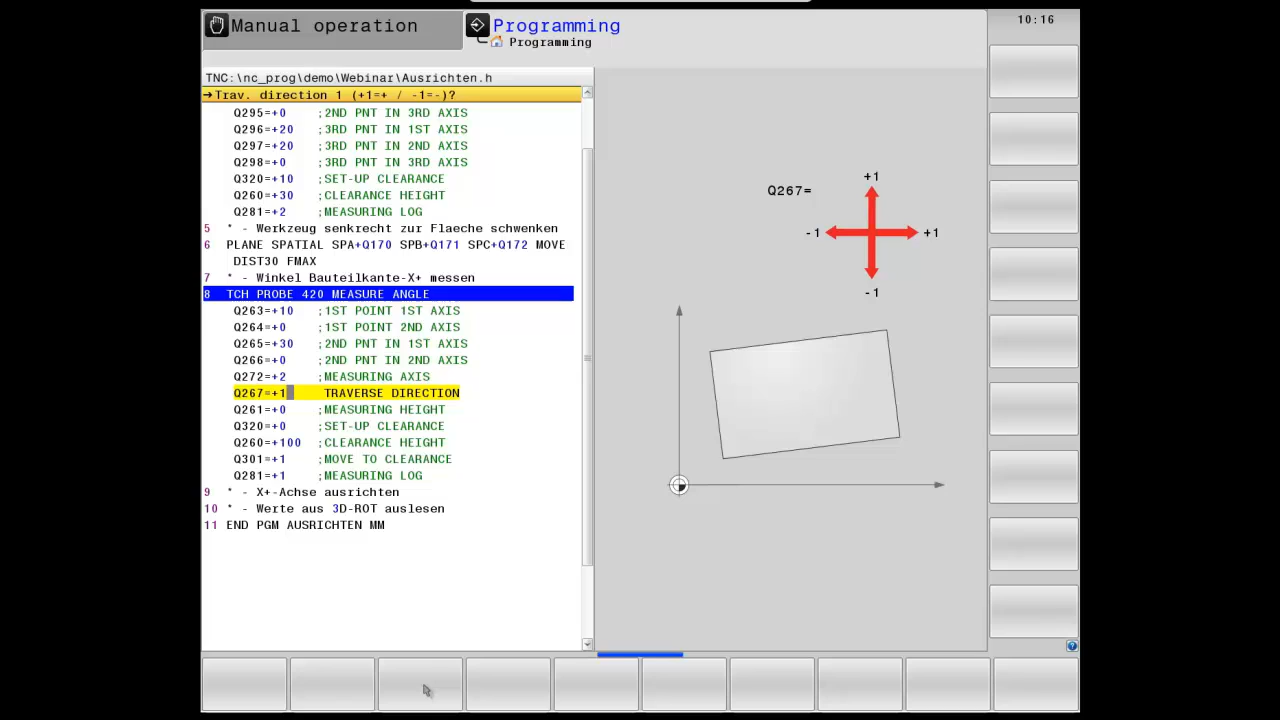 Manual operation
Programming
Programming
10:16
TNC:\nc_prog\demo\Webinar\Ausrichten.h
→Trav. direction 1 (+1=+ / -1=-)?
Q295=+0 ;2ND PNT IN 3RD AXIS
Q296=+20 ;3RD PNT IN 1ST AXIS
Q297=+20 ;3RD PNT IN 2ND AXIS
Q298=+0 ;3RD PNT IN 3RD AXIS
Q320=+10 ;SET-UP CLEARANCE
Q260=+30 ;CLEARANCE HEIGHT
Q281=+2 ;MEASURING LOG
5 * - Werkzeug senkrecht zur Flaeche schwenken
6 PLANE SPATIAL SPA+Q170 SPB+Q171 SPC+Q172 MOVE
DIST30 FMAX
7 * - Winkel Bauteilkante-X+ messen
8 TCH PROBE 420 MEASURE ANGLE
Q263=+10 ;1ST POINT 1ST AXIS
Q264=+0 ;1ST POINT 2ND AXIS
Q265=+30 ;2ND PNT IN 1ST AXIS
Q266=+0 ;2ND PNT IN 2ND AXIS
Q272=+2 ;MEASURING AXIS
Q267=+1 TRAVERSE DIRECTION
Q261=+0 ;MEASURING HEIGHT
Q320=+0 ;SET-UP CLEARANCE
Q260=+100 ;CLEARANCE HEIGHT
Q301=+1 ;MOVE TO CLEARANCE
Q281=+1 ;MEASURING LOG
9 * - X+-Achse ausrichten
10 * - Werte aus 3D-ROT auslesen
11 END PGM AUSRICHTEN MM
+1
Q267=
-1
+1
-1